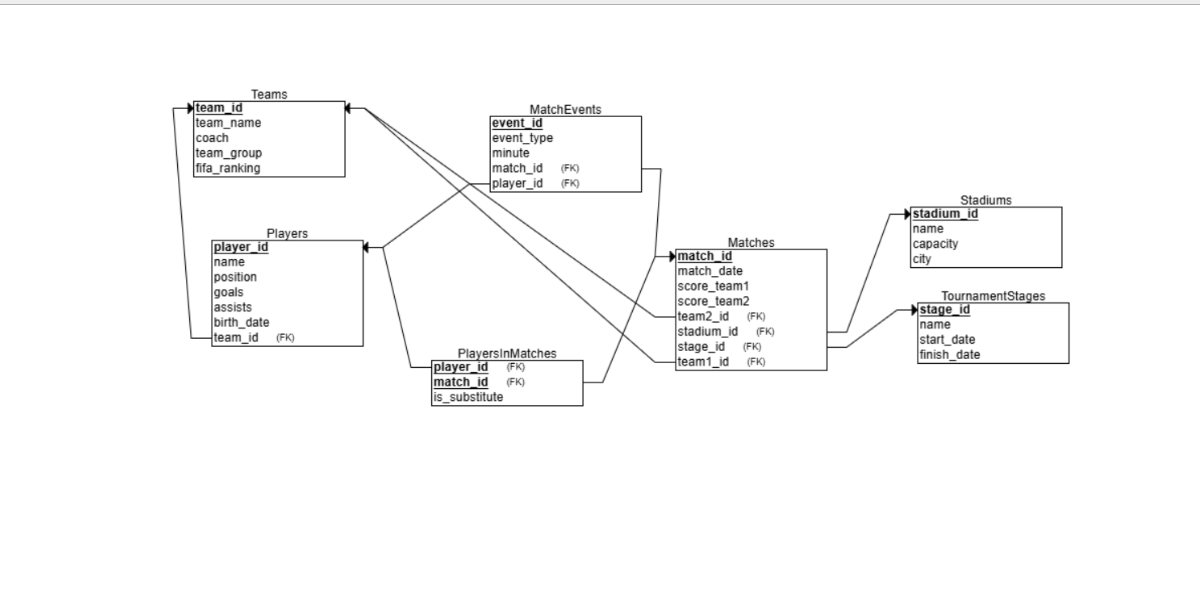 Teams
team_id
team_name
coach
team_group
fifa_ranking
MatchEvents
event_id
event_type
minute
match_id (FK)
player_id (FK)
Players
player_id
name
position
goals
assists
birth_date
team_id (FK)
PlayersInMatches
player_id (FK)
match_id (FK)
is_substitute
Matches
match_id
match_date
score_team1
score_team2
team2_id (FK)
stadium_id (FK)
stage_id (FK)
team1_id (FK)
Stadiums
stadium_id
name
capacity
city
TournamentStages
stage_id
name
start_date
finish_date